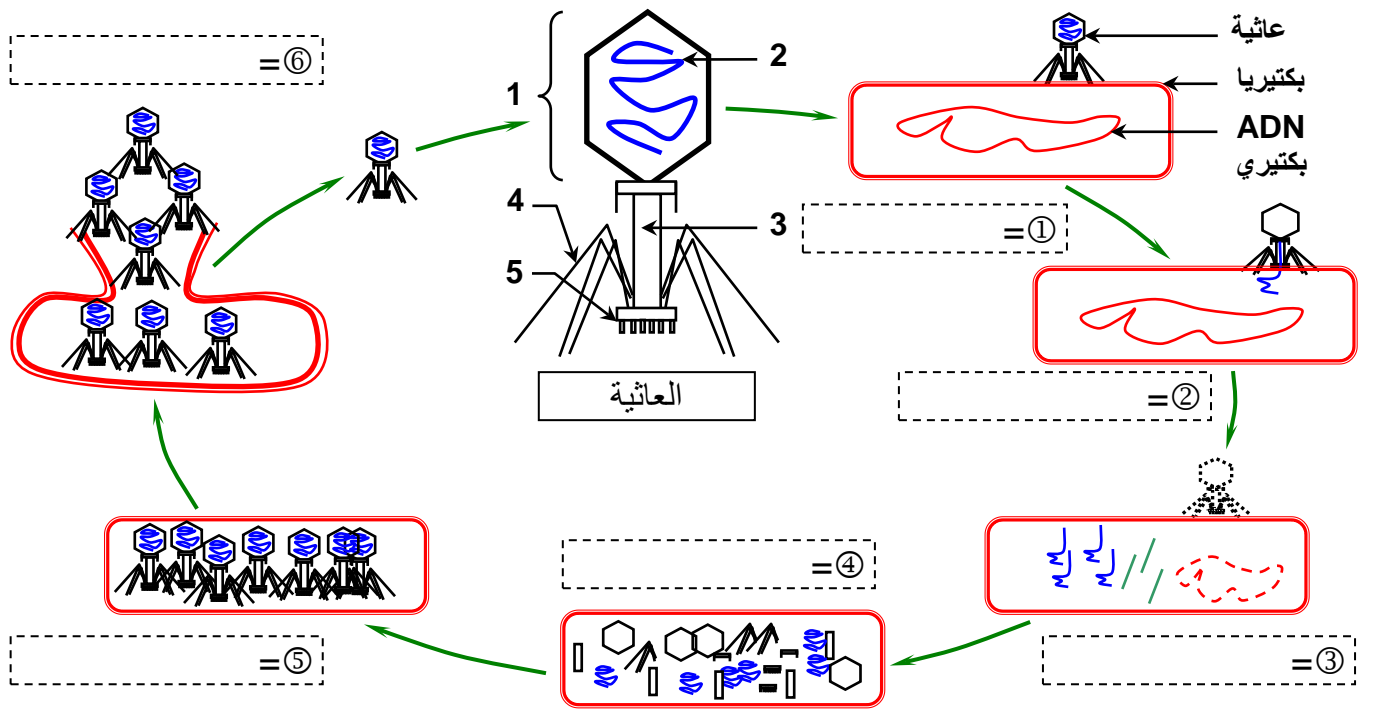 ⑥=
1
2
3
4
5
العاثية
عاثية
بكتيريا
ADN
بكتيري
①=
②=
③=
④=
⑤=